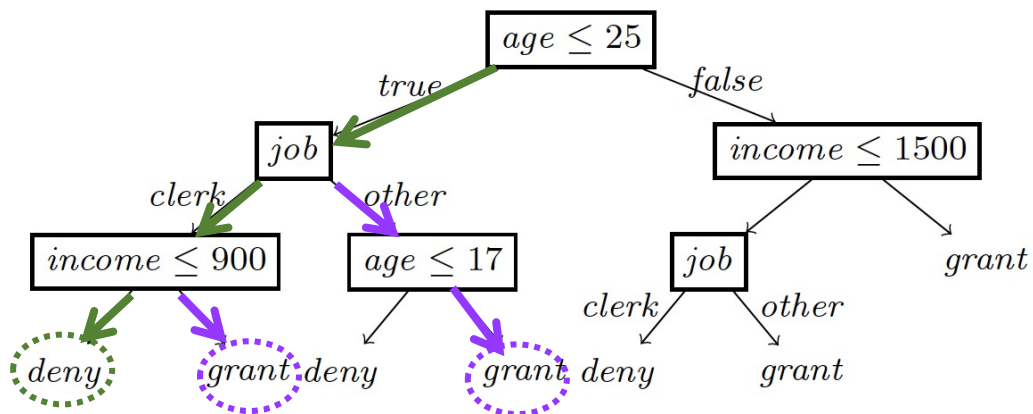 age ≤ 25
true
false
job
income ≤ 1500
clerk
other
income ≤ 900
age ≤ 17
job
grant
clerk
other
deny
grant
deny
grant
deny
grant